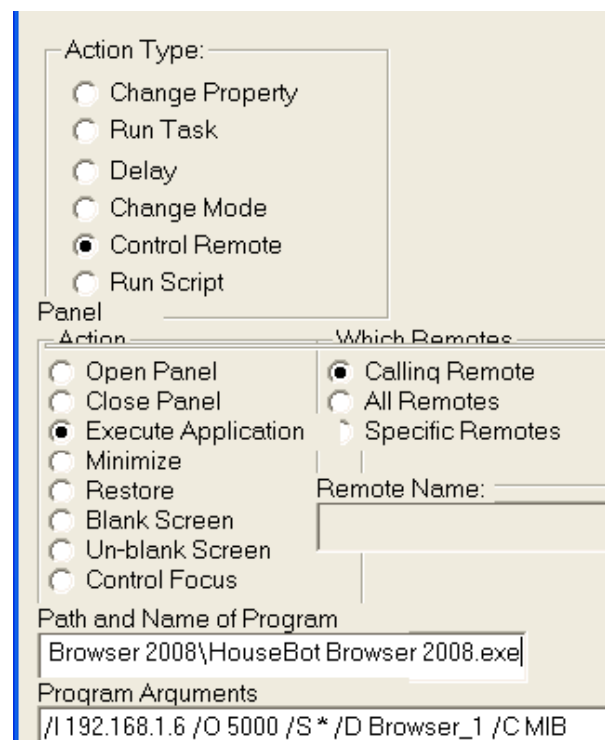 Action Type:
Change Property
Run Task
Delay
Change Mode
Control Remote
Run Script
Panel
Action
Which Remotes
Open Panel
Close Panel
Execute Application
Minimize
Restore
Blank Screen
Un-blank Screen
Control Focus
Calling Remote
All Remotes
Specific Remotes
Remote Name:
Path and Name of Program
Browser 2008\HouseBot Browser 2008.exe
Program Arguments
/I 192.168.1.6 /O 5000 /S * /D Browser_1 /C MIB